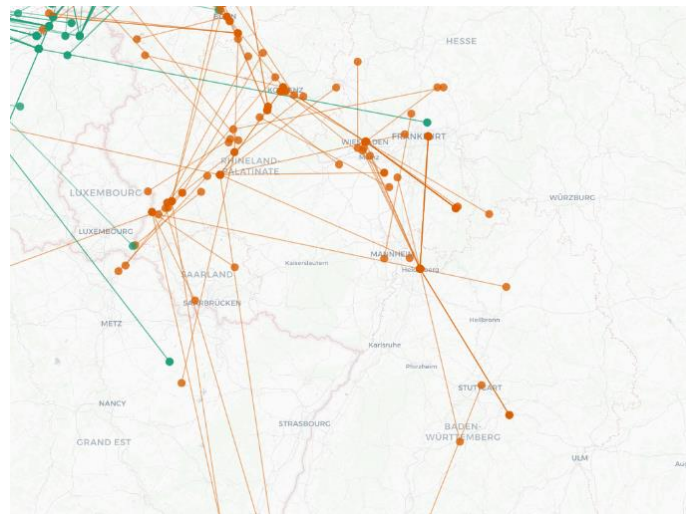 HESSE
WIESBADEN
FRANKFURT
Mainz
RHINELAND-
PALATINATE
LUXEMBOURG
WÜRZBURG
LUXEMBOURG
MANNHEIM
Kaiserslautern
Heidelberg
SAARLAND
SAARBRÜCKEN
METZ
Heilbronn
Karlsruhe
Pforzheim
STUTTGART
NANCY
STRASBOURG
BADEN-
WÜRTTEMBERG
GRAND EST
ULM